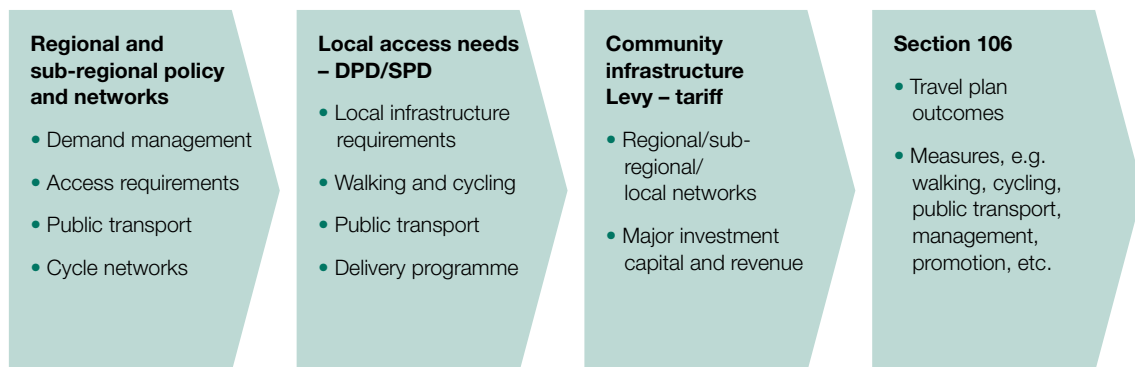 Regional and
sub-regional policy
and networks
• Demand management
• Access requirements
• Public transport
• Cycle networks
Local access needs
– DPD/SPD
• Local infrastructure
requirements
• Walking and cycling
• Public transport
• Delivery programme
Community
infrastructure
Levy – tariff
• Regional/sub-
regional/
local networks
• Major investment
capital and revenue
Section 106
• Travel plan
outcomes
• Measures, e.g.
walking, cycling,
public transport,
management,
promotion, etc.